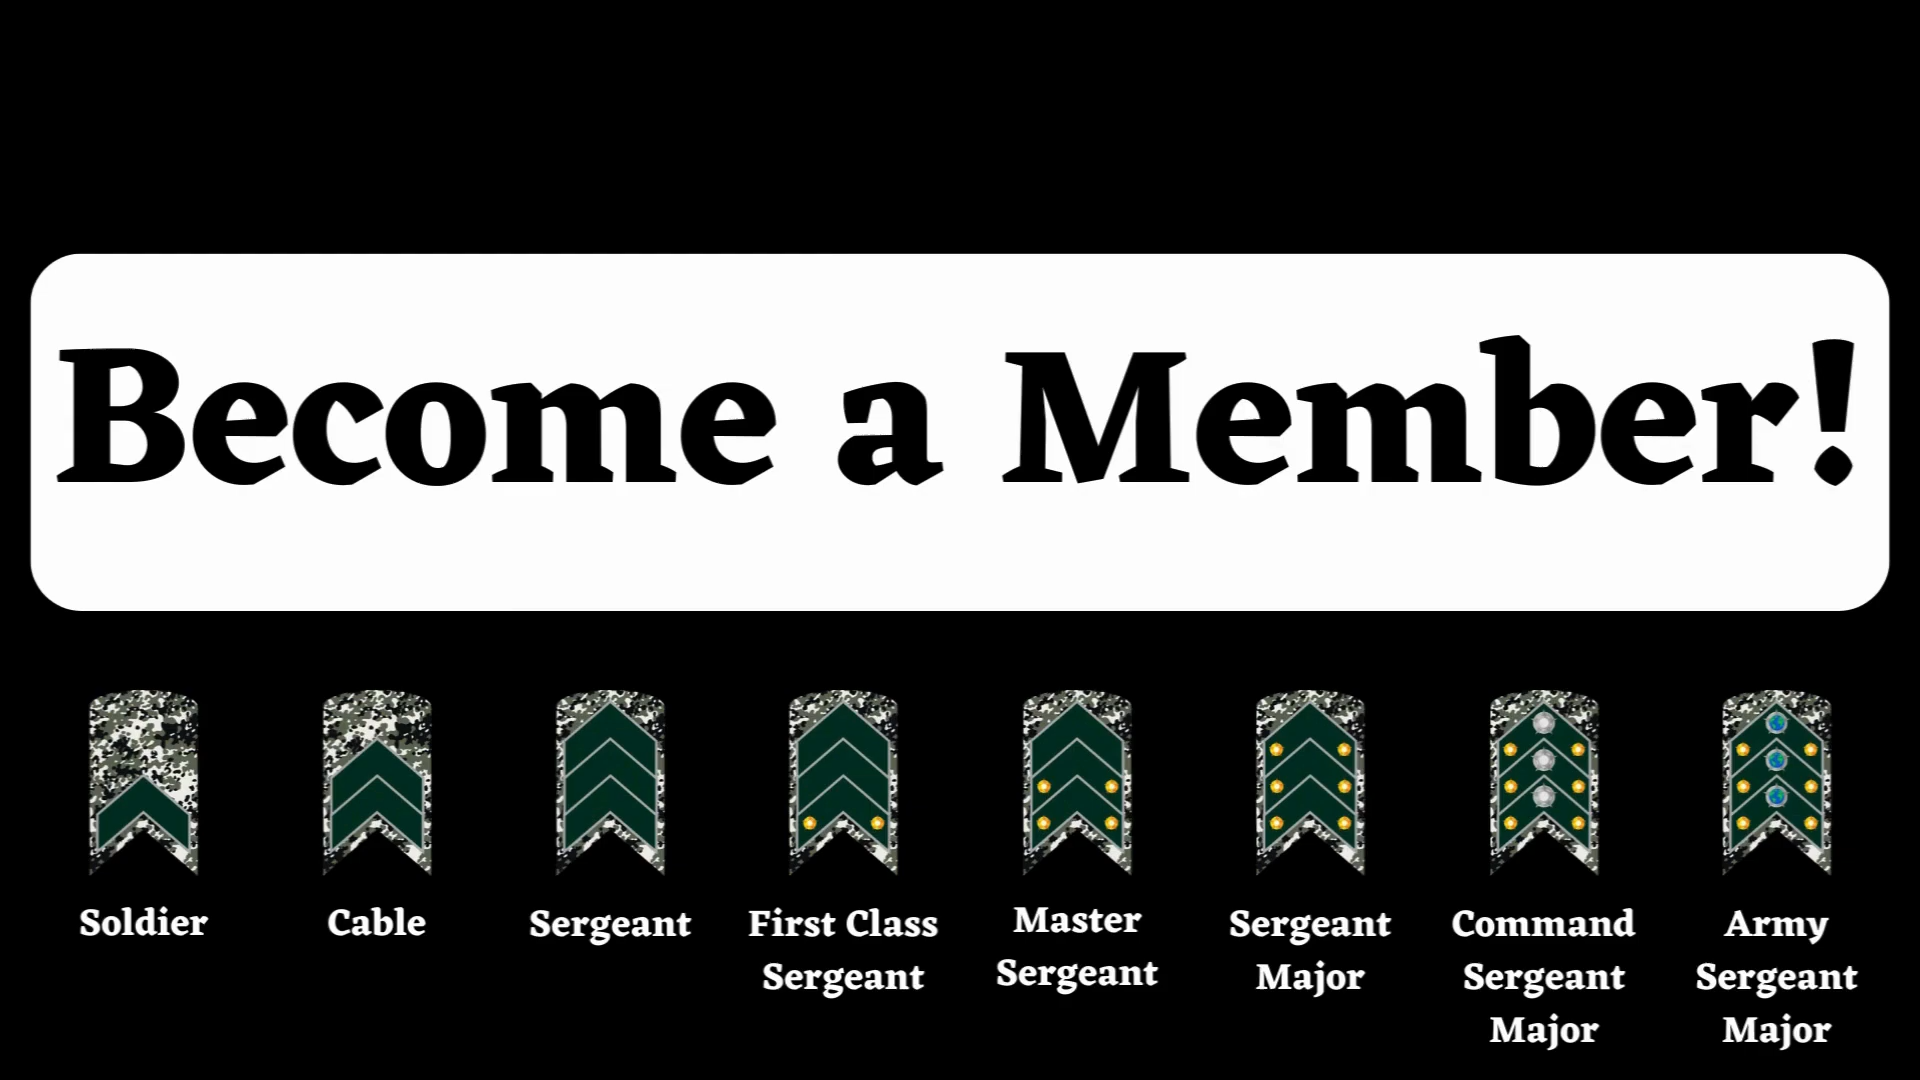 Become a Member!
Soldier
Cable
Sergeant
First Class
Sergeant
Master
Sergeant
Sergeant
Major
Command
Sergeant
Major
Army
Sergeant
Major